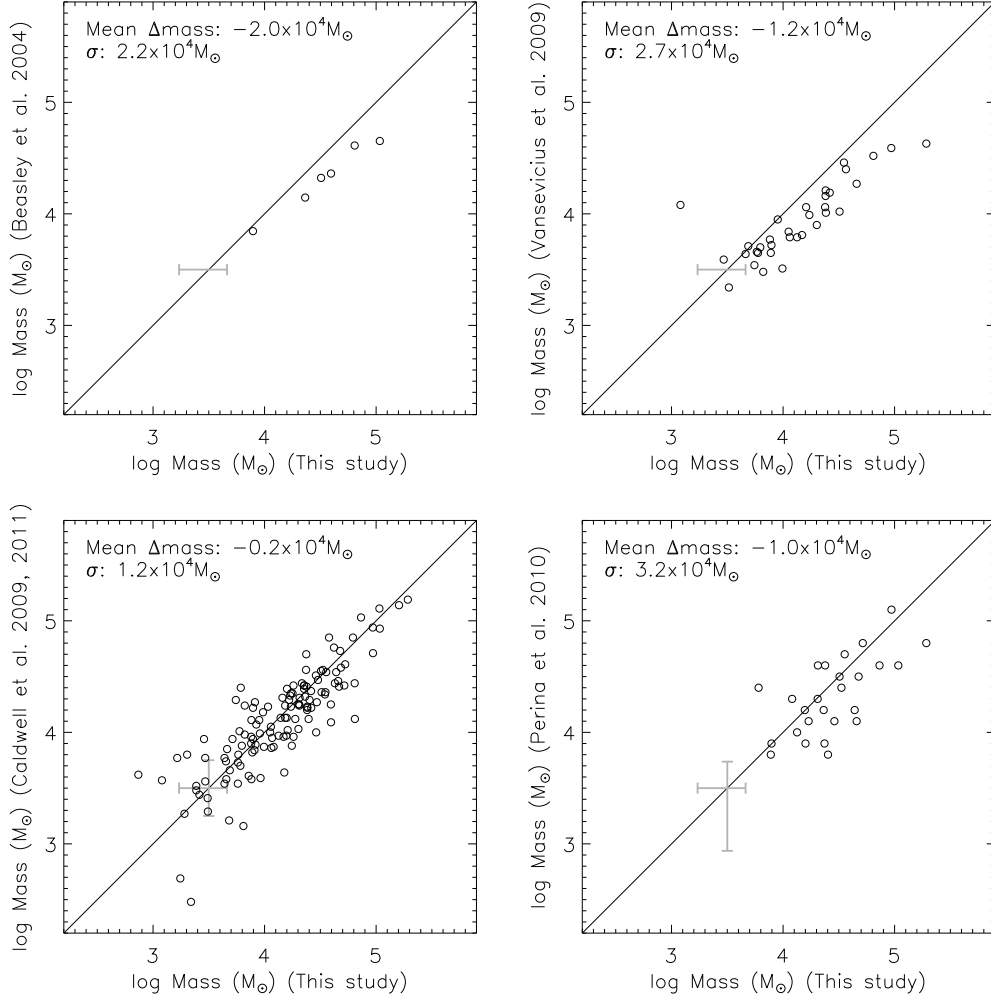 Mean Δmass: −2.0x10⁴M⊙
σ: 2.2x10⁴M⊙
log Mass (M⊙) (Beasley et al. 2004)
5
4
3
3 4 5
log Mass (M⊙) (This study)
Mean Δmass: −1.2x10⁴M⊙
σ: 2.7x10⁴M⊙
log Mass (M⊙) (Vansevicius et al. 2009)
5
4
3
3 4 5
log Mass (M⊙) (This study)
Mean Δmass: −0.2x10⁴M⊙
σ: 1.2x10⁴M⊙
log Mass (M⊙) (Caldwell et al. 2009, 2011)
5
4
3
3 4 5
log Mass (M⊙) (This study)
Mean Δmass: −1.0x10⁴M⊙
σ: 3.2x10⁴M⊙
log Mass (M⊙) (Perina et al. 2010)
5
4
3
3 4 5
log Mass (M⊙) (This study)